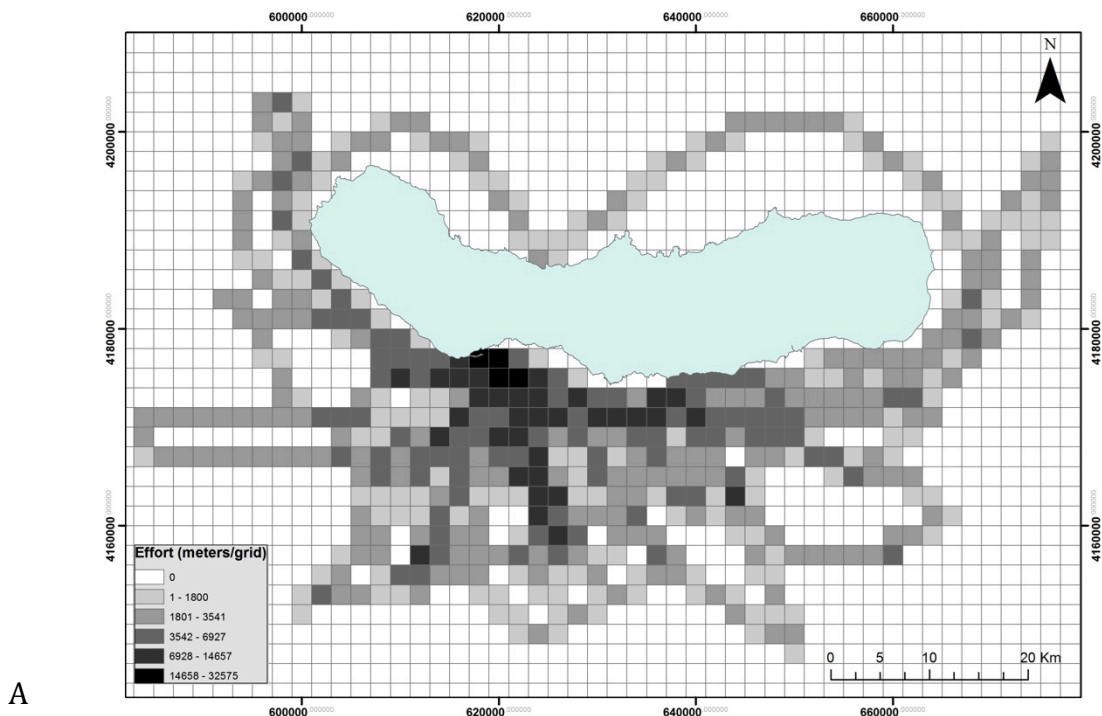 600000.000000 620000.000000 640000.000000 660000.000000
N
4200000.000000 4200000.000000
4180000.000000 4180000.000000
4160000.000000 4160000.000000
Effort (meters/grid)
0
1 - 1800
1801 - 3541
3542 - 6927
6928 - 14657
14658 - 32575
0 5 10 20 Km
A
600000.000000 620000.000000 640000.000000 660000.000000